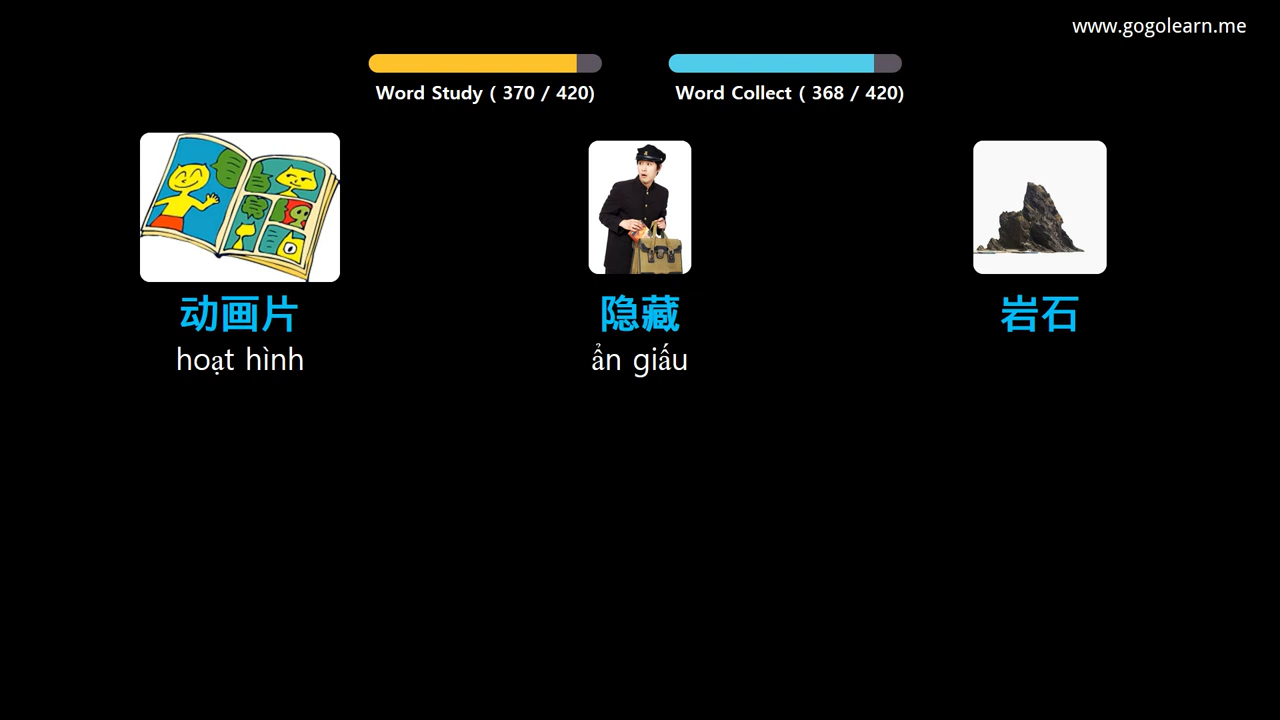 www.gogolearn.me
Word Study ( 370 / 420)
Word Collect ( 368 / 420)
动画片
hoạt hình
隐藏
ẩn giấu
岩石